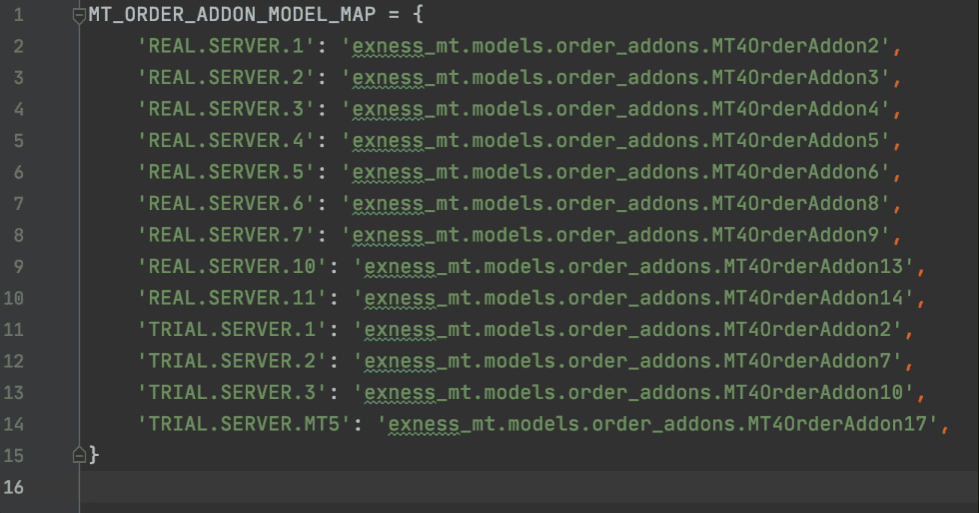 1 MT_ORDER_ADDON_MODEL_MAP = {
2 'REAL.SERVER.1': 'exness_mt.models.order_addons.MT4OrderAddon2',
3 'REAL.SERVER.2': 'exness_mt.models.order_addons.MT4OrderAddon3',
4 'REAL.SERVER.3': 'exness_mt.models.order_addons.MT4OrderAddon4',
5 'REAL.SERVER.4': 'exness_mt.models.order_addons.MT4OrderAddon5',
6 'REAL.SERVER.5': 'exness_mt.models.order_addons.MT4OrderAddon6',
7 'REAL.SERVER.6': 'exness_mt.models.order_addons.MT4OrderAddon8',
8 'REAL.SERVER.7': 'exness_mt.models.order_addons.MT4OrderAddon9',
9 'REAL.SERVER.10': 'exness_mt.models.order_addons.MT4OrderAddon13',
10 'REAL.SERVER.11': 'exness_mt.models.order_addons.MT4OrderAddon14',
11 'TRIAL.SERVER.1': 'exness_mt.models.order_addons.MT4OrderAddon2',
12 'TRIAL.SERVER.2': 'exness_mt.models.order_addons.MT4OrderAddon7',
13 'TRIAL.SERVER.3': 'exness_mt.models.order_addons.MT4OrderAddon10',
14 'TRIAL.SERVER.MT5': 'exness_mt.models.order_addons.MT4OrderAddon17',
15 }
16